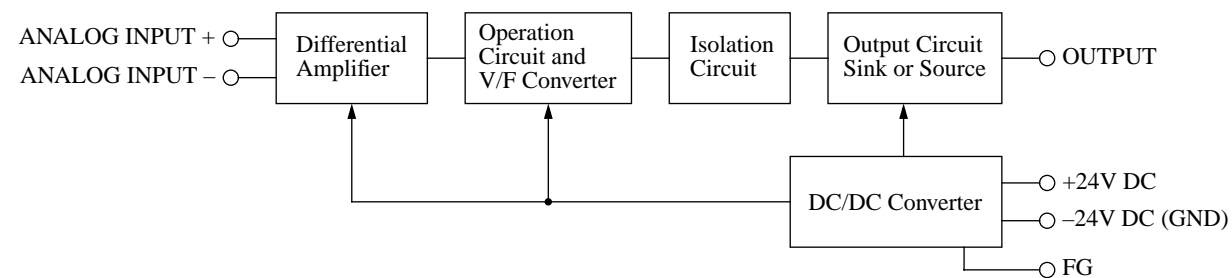 ANALOG INPUT +
ANALOG INPUT –
Differential
Amplifier
Operation
Circuit and
V/F Converter
Isolation
Circuit
Output Circuit
Sink or Source
OUTPUT
DC/DC Converter
+24V DC
–24V DC (GND)
FG